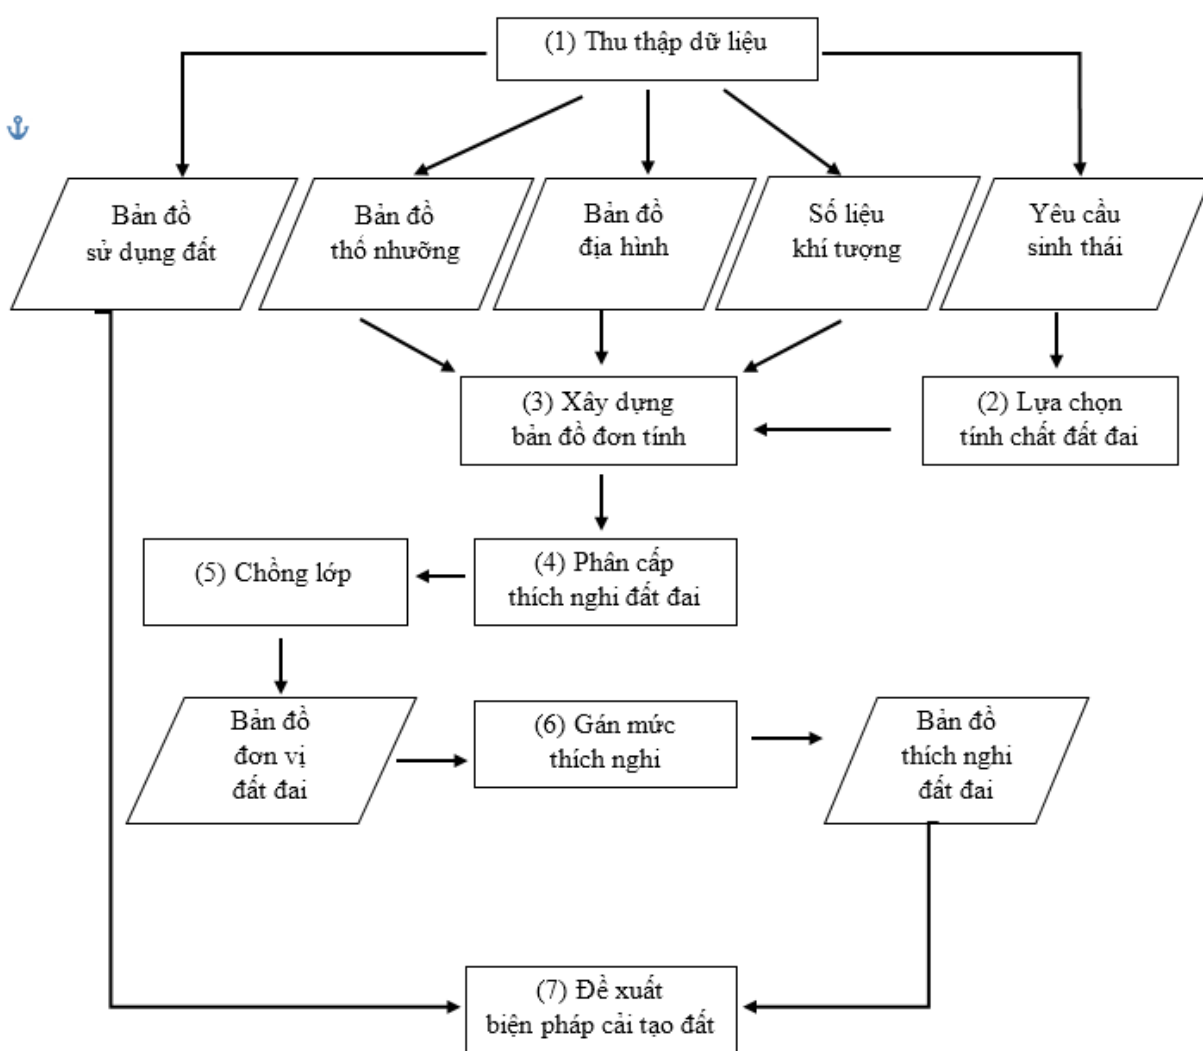 (1) Thu thập dữ liệu
Bản đồ
sử dụng đất
Bản đồ
thổ nhưỡng
Bản đồ
địa hình
Số liệu
khí tượng
Yêu cầu
sinh thái
(3) Xây dựng
bản đồ đơn tính
(2) Lựa chọn
tính chất đất đai
(5) Chồng lớp
(4) Phân cấp
thích nghi đất đai
Bản đồ
đơn vị
đất đai
(6) Gán mức
thích nghi
Bản đồ
thích nghi
đất đai
(7) Đề xuất
biện pháp cải tạo đất